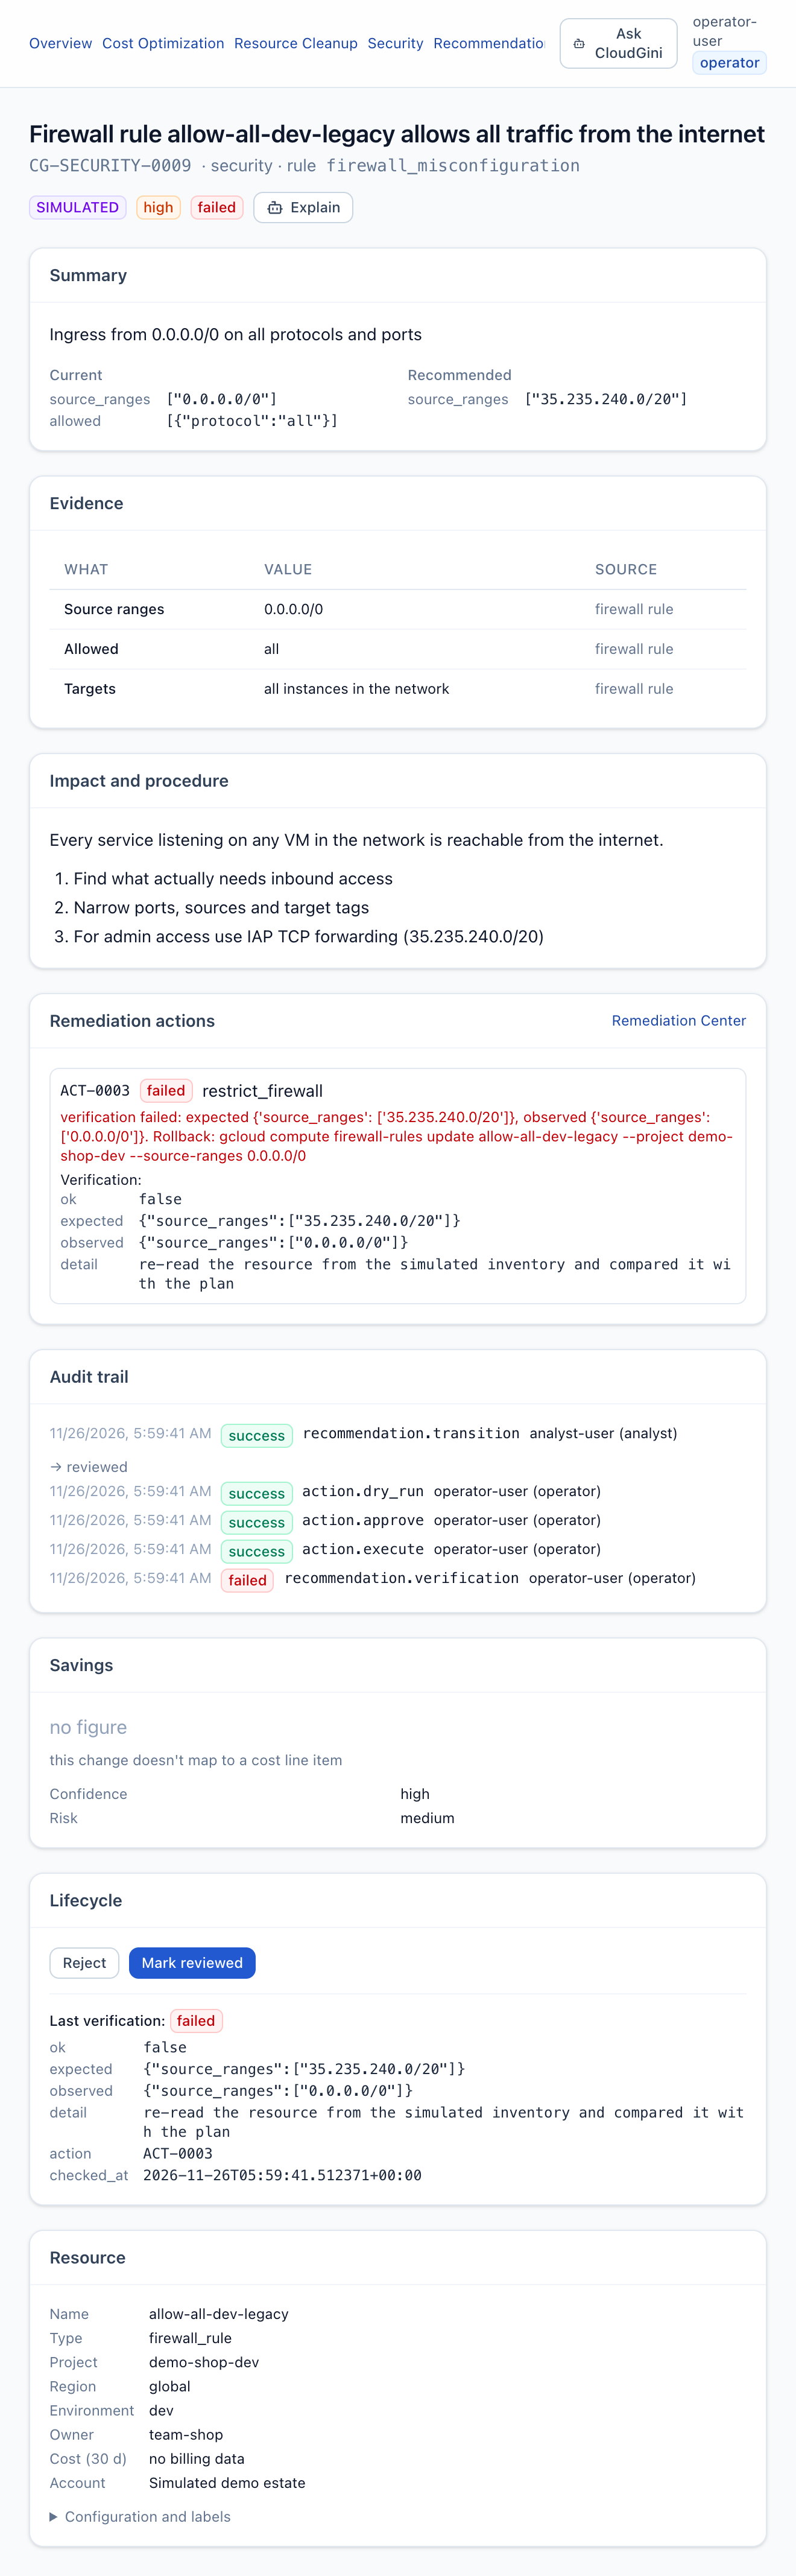 Overview Cost Optimization Resource Cleanup Security Recommendatio
Ask CloudGini
operator-user
operator
Firewall rule allow-all-dev-legacy allows all traffic from the internet
CG-SECURITY-0009 · security · rule firewall_misconfiguration
SIMULATED high failed Explain
Summary
Ingress from 0.0.0.0/0 on all protocols and ports
Current Recommended
source_ranges ["0.0.0.0/0"] source_ranges ["35.235.240.0/20"]
allowed [{"protocol":"all"}]
Evidence
WHAT VALUE SOURCE
Source ranges 0.0.0.0/0 firewall rule
Allowed all firewall rule
Targets all instances in the network firewall rule
Impact and procedure
Every service listening on any VM in the network is reachable from the internet.
1. Find what actually needs inbound access
2. Narrow ports, sources and target tags
3. For admin access use IAP TCP forwarding (35.235.240.0/20)
Remediation actions Remediation Center
ACT-0003 failed restrict_firewall
verification failed: expected {'source_ranges': ['35.235.240.0/20']}, observed {'source_ranges':
['0.0.0.0/0']}. Rollback: gcloud compute firewall-rules update allow-all-dev-legacy --project demo-
shop-dev --source-ranges 0.0.0.0/0
Verification:
ok false
expected {"source_ranges":["35.235.240.0/20"]}
observed {"source_ranges":["0.0.0.0/0"]}
detail re-read the resource from the simulated inventory and compared it wi
th the plan
Audit trail
11/26/2026, 5:59:41 AM success recommendation.transition analyst-user (analyst)
→ reviewed
11/26/2026, 5:59:41 AM success action.dry_run operator-user (operator)
11/26/2026, 5:59:41 AM success action.approve operator-user (operator)
11/26/2026, 5:59:41 AM success action.execute operator-user (operator)
11/26/2026, 5:59:41 AM failed recommendation.verification operator-user (operator)
Savings
no figure
this change doesn't map to a cost line item
Confidence high
Risk medium
Lifecycle
Reject Mark reviewed
Last verification: failed
ok false
expected {"source_ranges":["35.235.240.0/20"]}
observed {"source_ranges":["0.0.0.0/0"]}
detail re-read the resource from the simulated inventory and compared it wit
h the plan
action ACT-0003
checked_at 2026-11-26T05:59:41.512371+00:00
Resource
Name allow-all-dev-legacy
Type firewall_rule
Project demo-shop-dev
Region global
Environment dev
Owner team-shop
Cost (30 d) no billing data
Account Simulated demo estate
▶ Configuration and labels